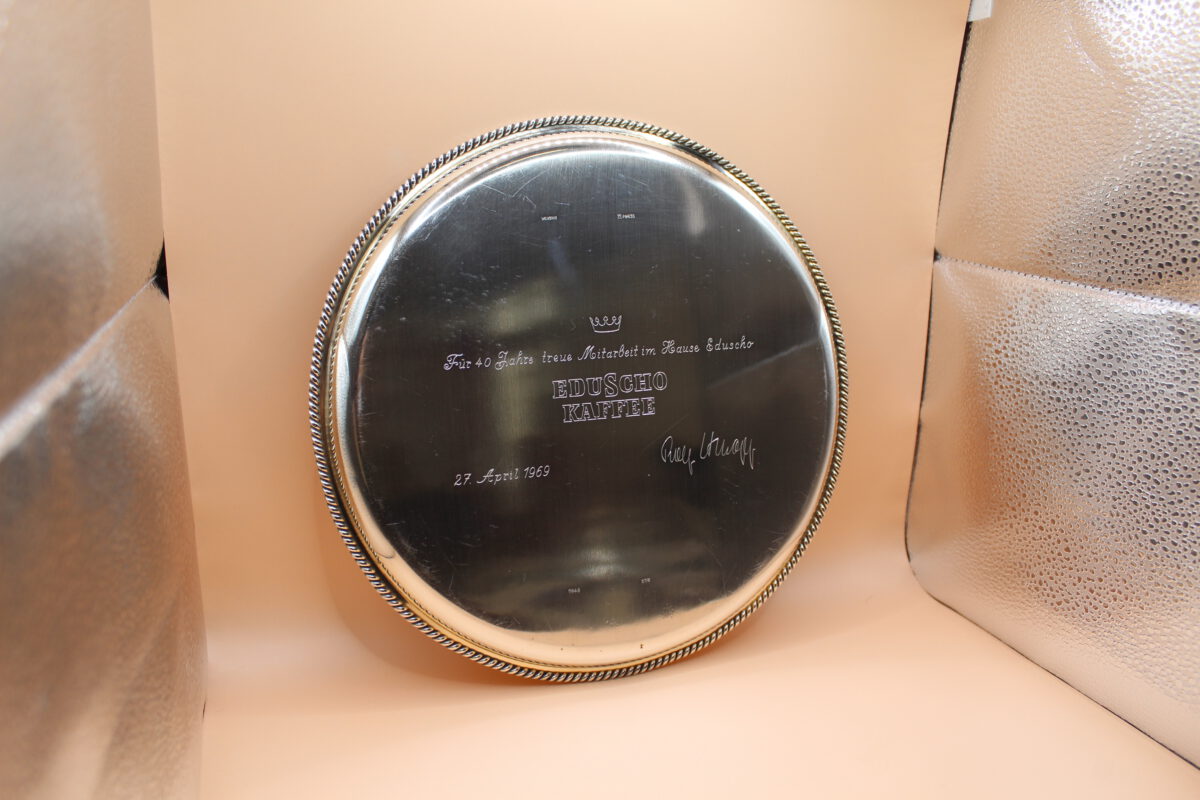 Für 40 Jahre treue Mitarbeit im Hause Eduscho
EDUSCHO
KAFFEE
27. April 1969